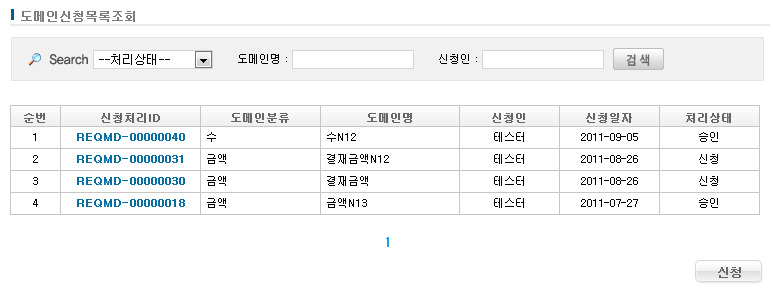 도메인신청목록조회
Search --처리상태-- 도메인명 : 신청인 : 검색
순번 신청처리ID 도메인분류 도메인명 신청인 신청일자 처리상태
1 REQMD-00000040 수 수N12 테스터 2011-09-05 승인
2 REQMD-00000031 금액 결재금액N12 테스터 2011-08-26 신청
3 REQMD-00000030 금액 결재금액 테스터 2011-08-26 신청
4 REQMD-00000018 금액 금액N13 테스터 2011-07-27 승인
1
신청